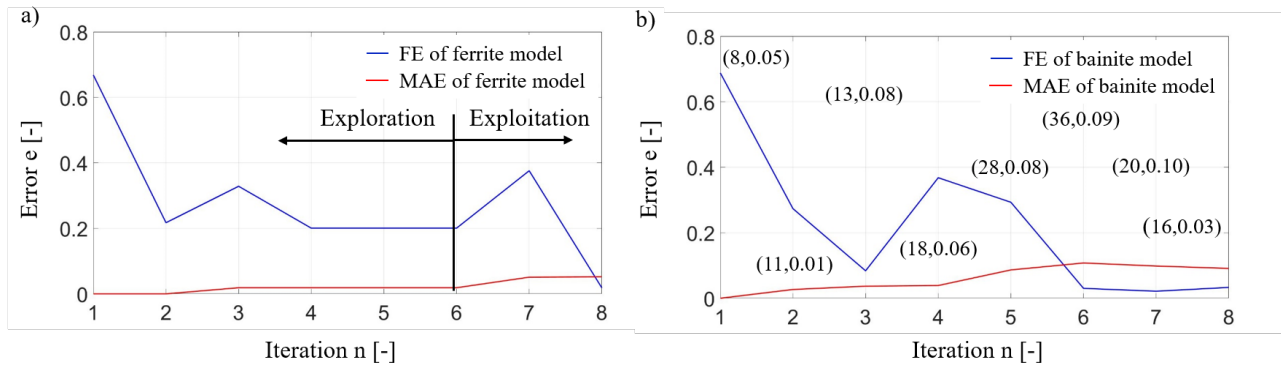 a)
0.8
0.6
0.4
0.2
0
1 2 3 4 5 6 7 8
Error e [-]
Iteration n [-]
FE of ferrite model
MAE of ferrite model
Exploration
Exploitation
b)
0.8
0.6
0.4
0.2
0
1 2 3 4 5 6 7 8
Error e [-]
Iteration n [-]
FE of bainite model
MAE of bainite model
(8,0.05)
(13,0.08)
(36,0.09)
(28,0.08)
(20,0.10)
(11,0.01)
(18,0.06)
(16,0.03)